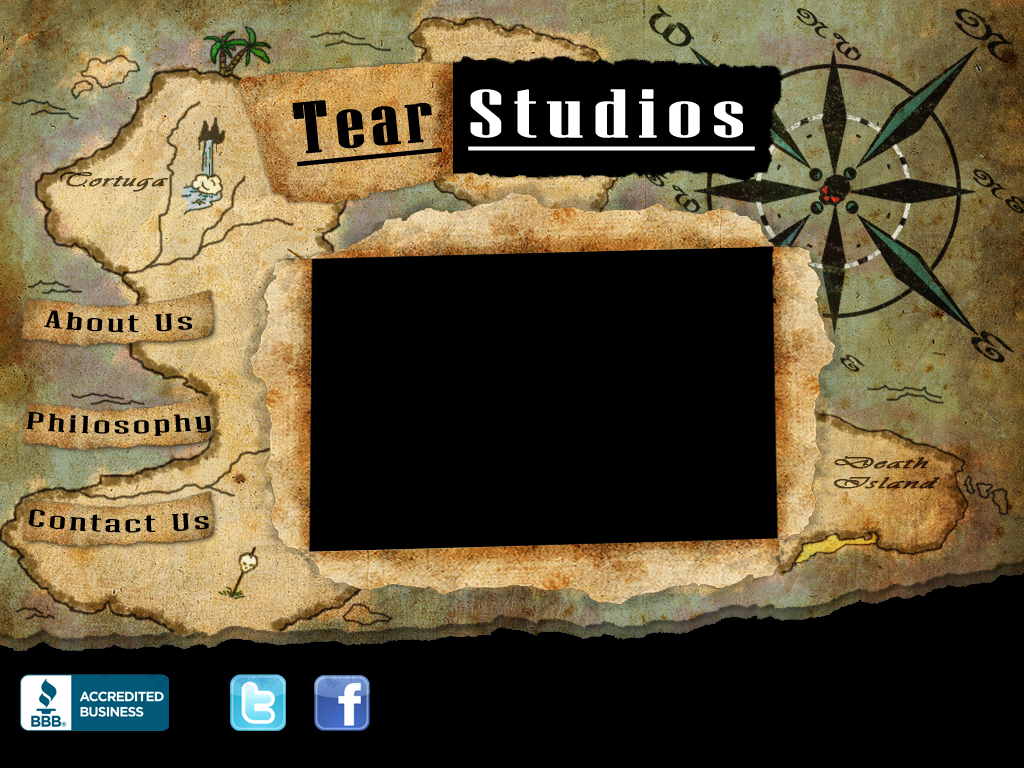 Tear Studios
Tortuga
About Us
Philosophy
Contact Us
Death
Island
BBB
ACCREDITED
BUSINESS
t
f